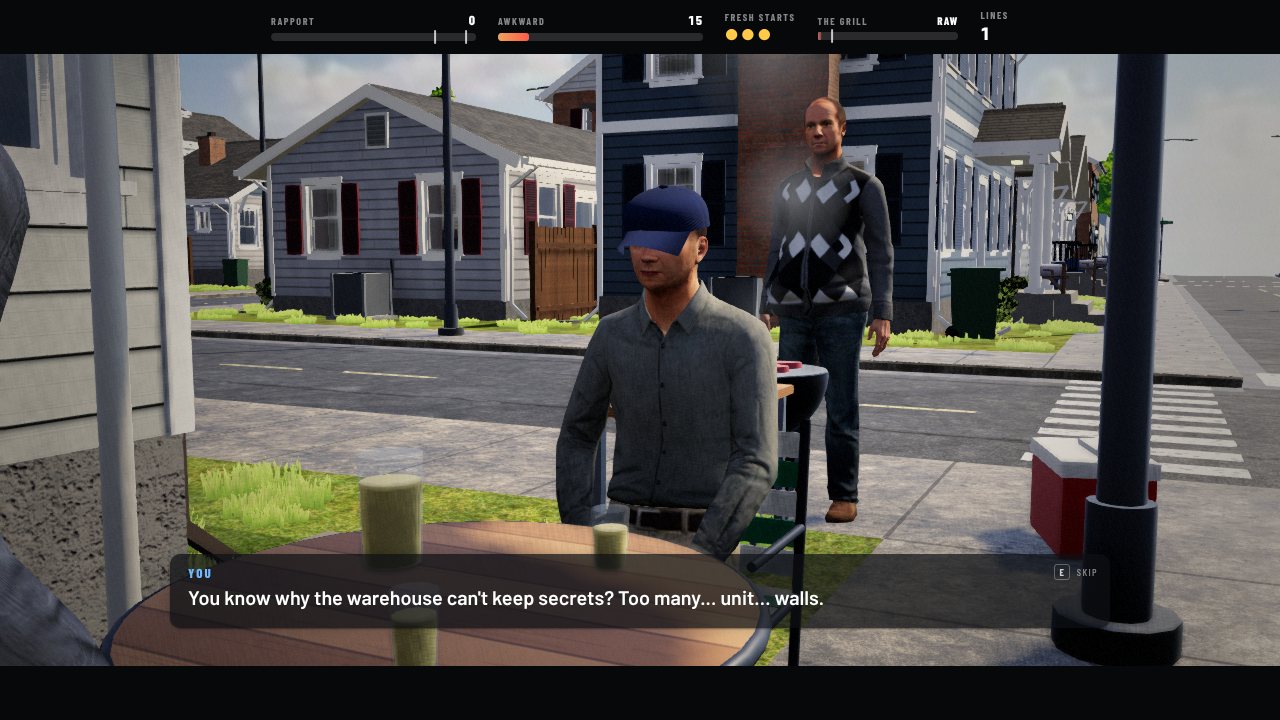 RAPPORT 0
AWKWARD 15
FRESH STARTS
THE GRILL RAW
LINES
1
YOU
E SKIP
You know why the warehouse can't keep secrets? Too many... unit... walls.